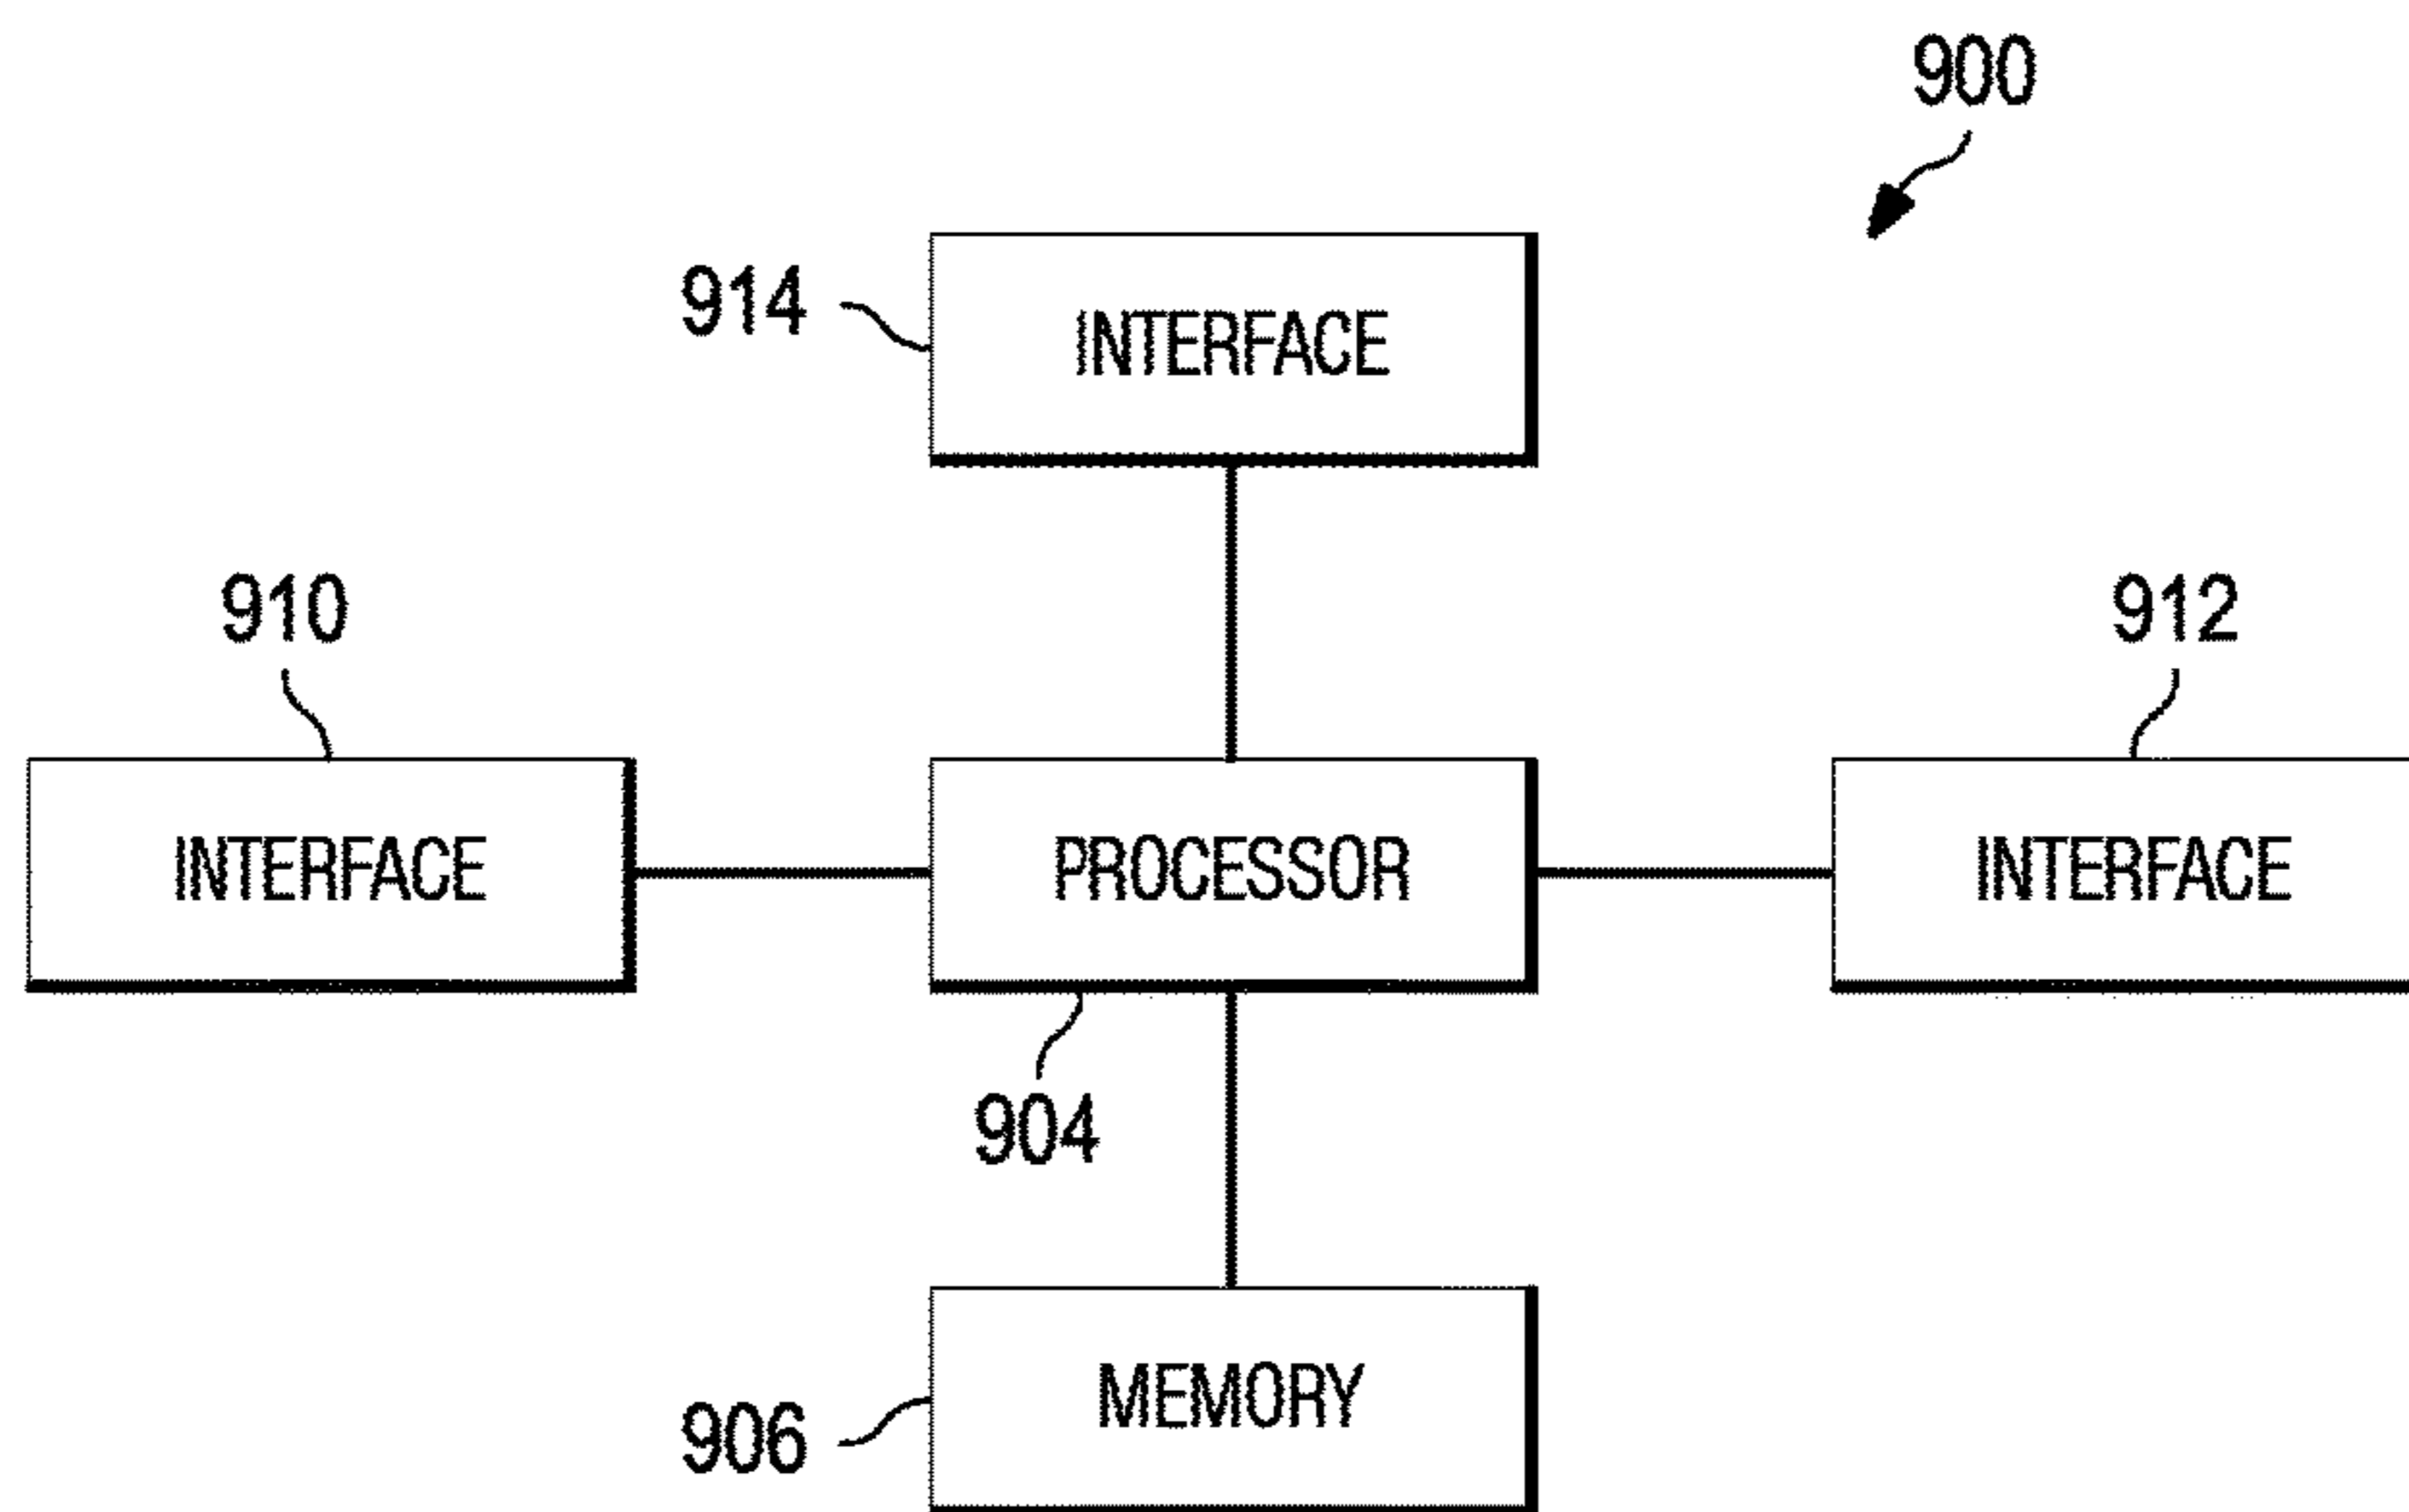 900
914
INTERFACE
910
912
INTERFACE
PROCESSOR
INTERFACE
904
906
MEMORY